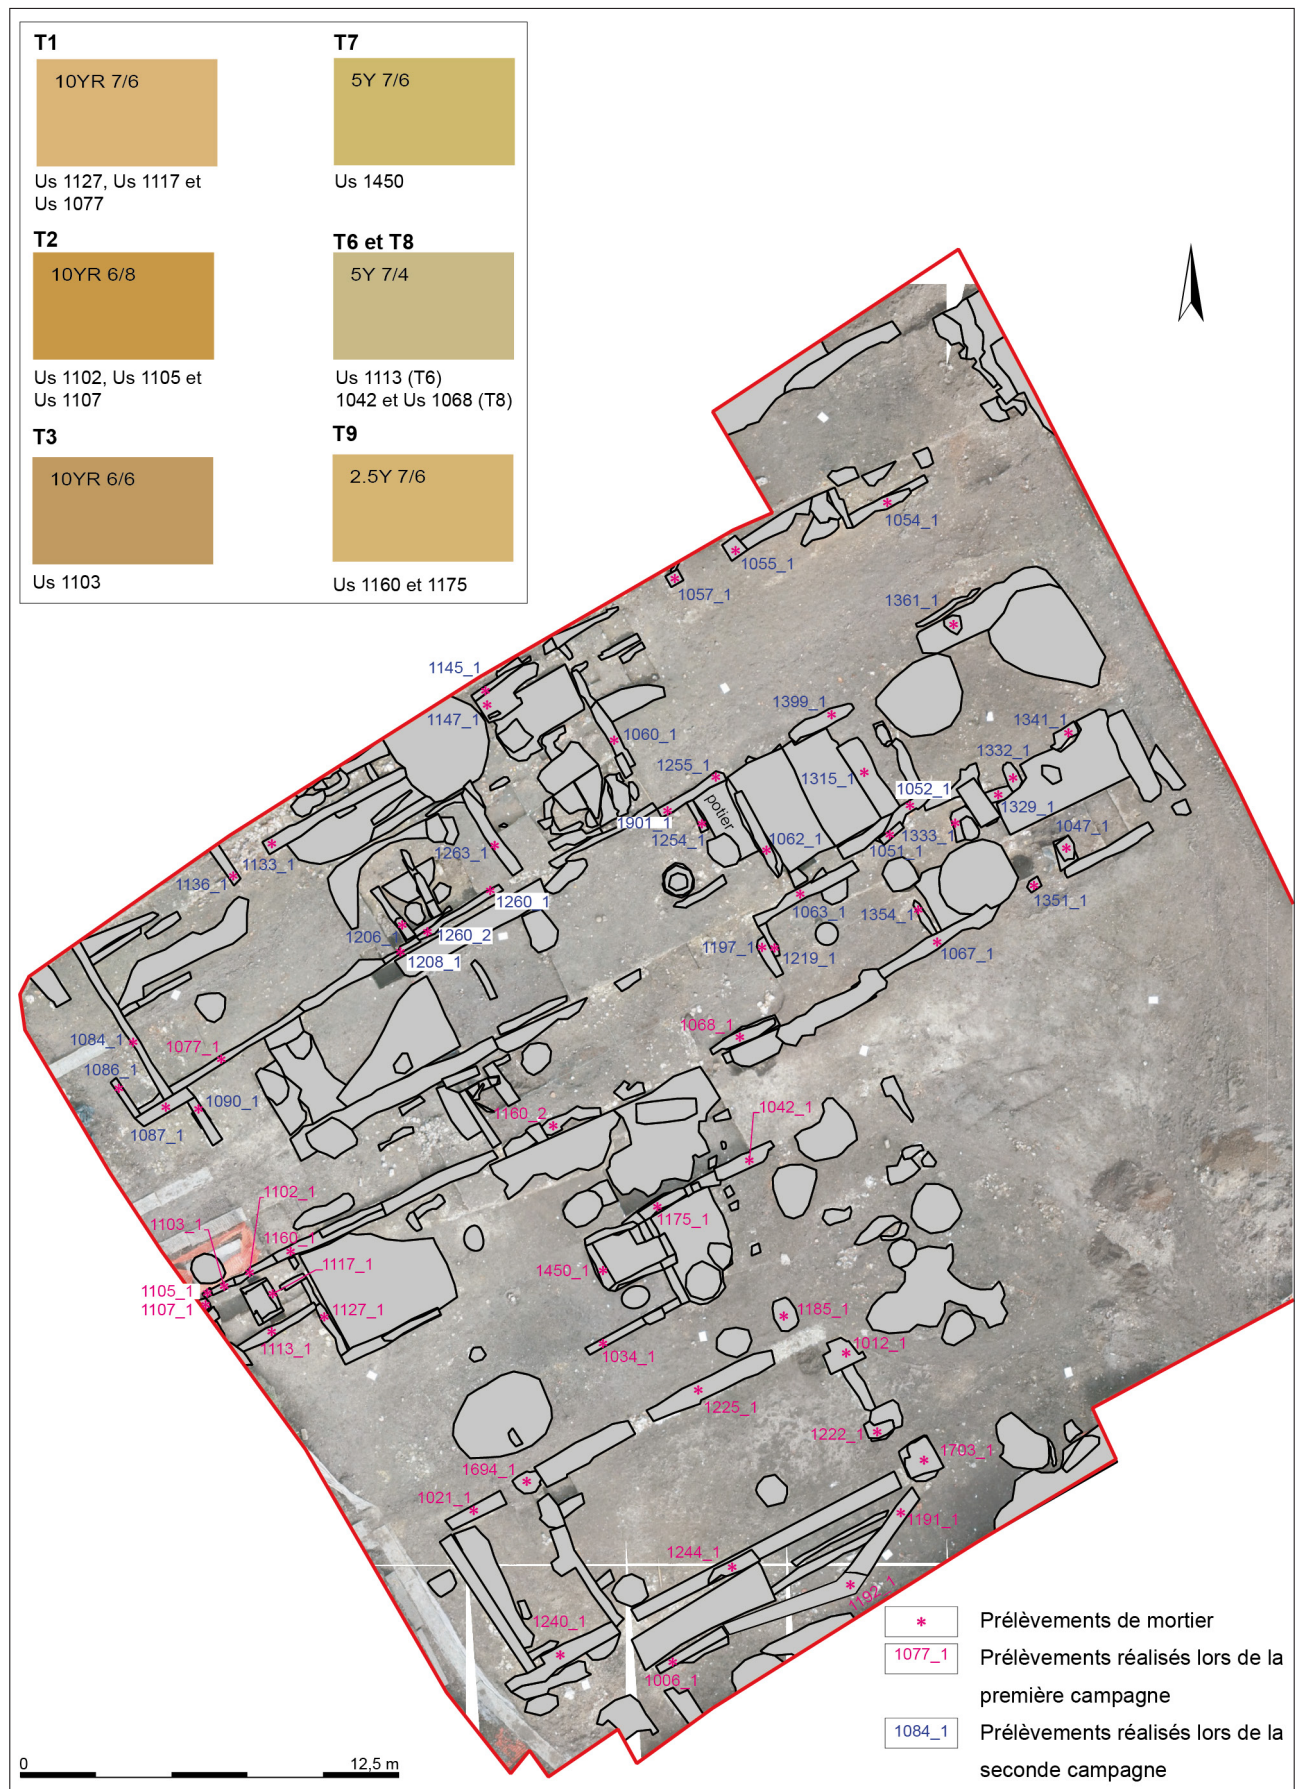 T1
10YR 7/6
Us 1127, Us 1117 et
Us 1077
T2
10YR 6/8
Us 1102, Us 1105 et
Us 1107
T3
10YR 6/6
Us 1103
T7
5Y 7/6
Us 1450
T6 et T8
5Y 7/4
Us 1113 (T6)
1042 et Us 1068 (T8)
T9
2.5Y 7/6
Us 1160 et 1175
1054_1
1055_1
1057_1
1361_1
1145_1
1147_1
1399_1
1341_1
1060_1
1332_1
1255_1
1315_1
1052_1
1329_1
potier
1901_1
1254_1
1333_1
1047_1
1133_1
1263_1
1062_1
1051_1
1136_1
1351_1
1260_1
1063_1
1354_1
1206_1
1260_2
1197_1
1219_1
1067_1
1208_1
1068_1
1084_1
1077_1
1086_1
1090_1
1087_1
1160_2
1042_1
1102_1
1103_1
1175_1
1160_1
1117_1
1450_1
1105_1
1107_1
1127_1
1185_1
1113_1
1034_1
1012_1
1225_1
1222_1
1703_1
1694_1
1021_1
1191_1
1244_1
1192_1
1240_1
1006_1
Prélèvements de mortier
1077_1
Prélèvements réalisés lors de la
première campagne
1084_1
Prélèvements réalisés lors de la
seconde campagne
0
12,5 m